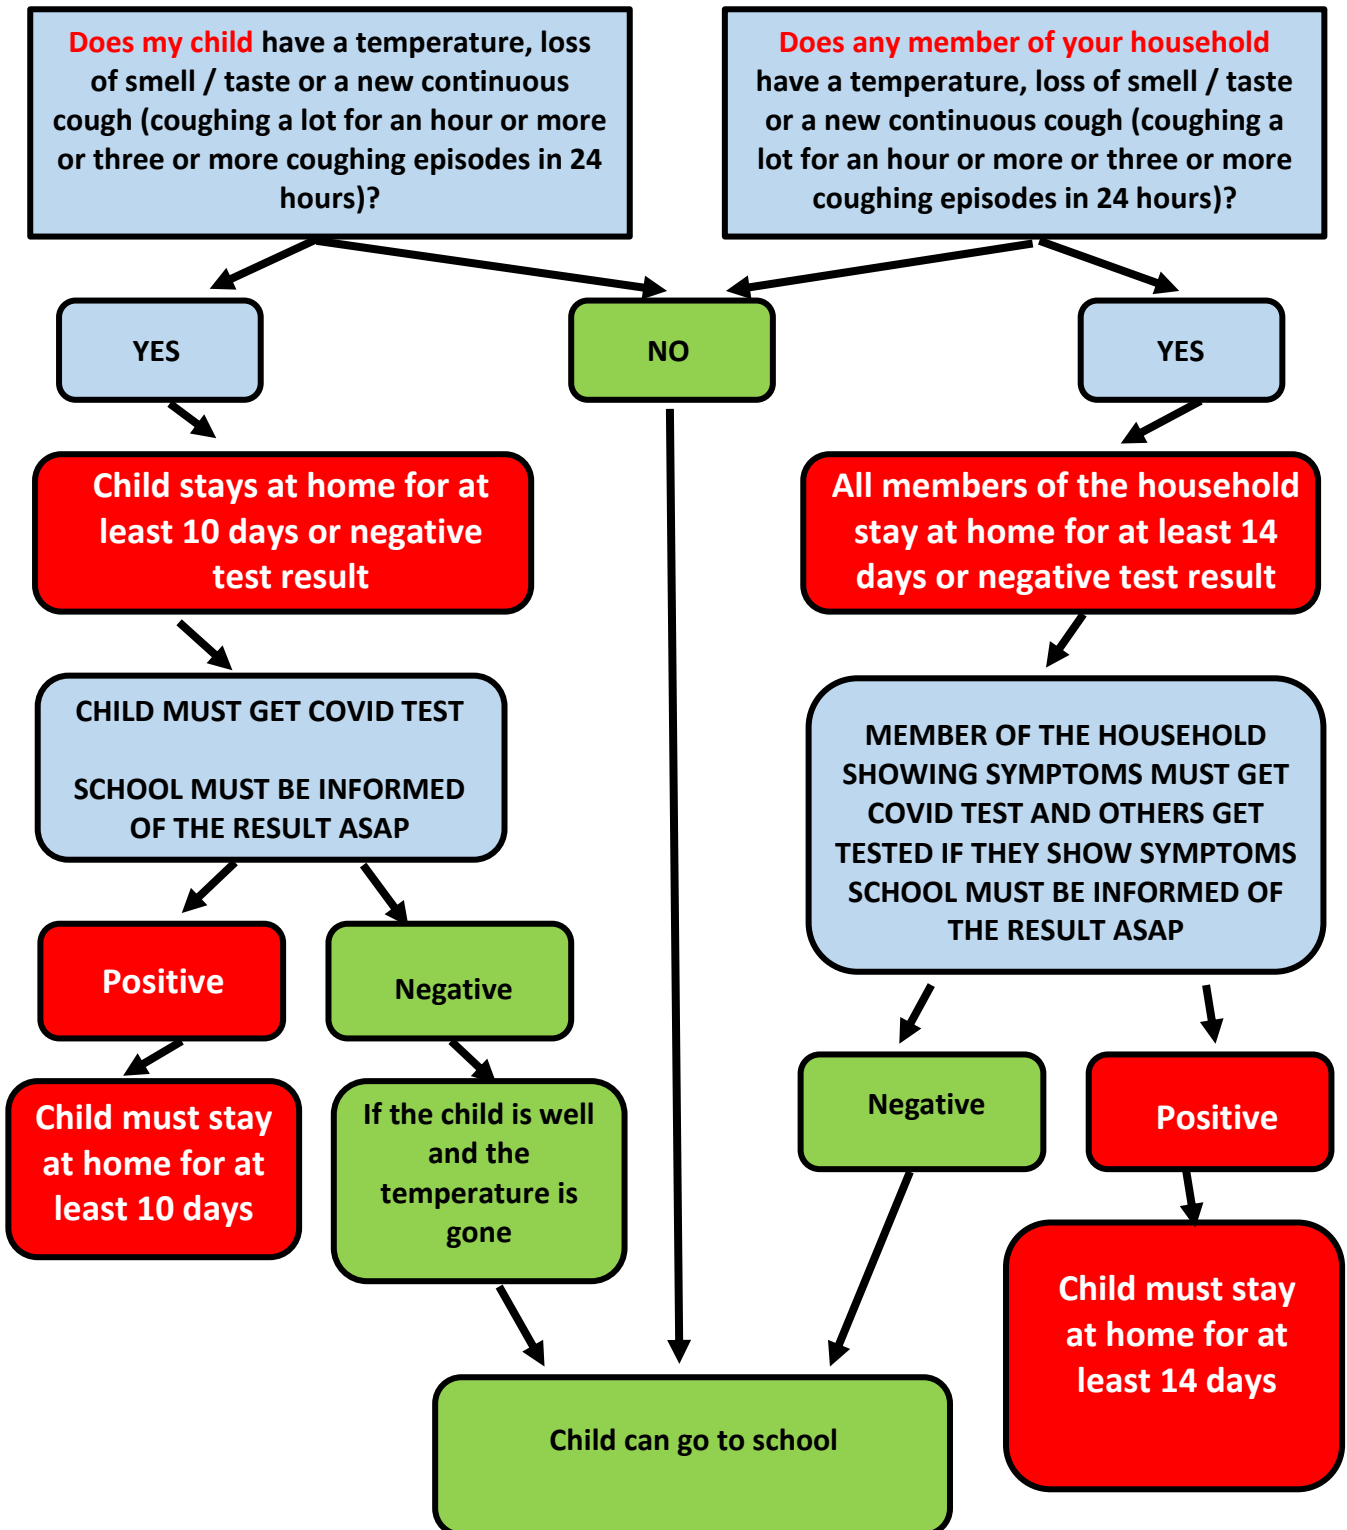 Does my child have a temperature, loss
of smell / taste or a new continuous
cough (coughing a lot for an hour or more
or three or more coughing episodes in 24
hours)?
Does any member of your household
have a temperature, loss of smell / taste
or a new continuous cough (coughing a
lot for an hour or more or three or more
coughing episodes in 24 hours)?
YES
NO
YES
Child stays at home for at
least 10 days or negative
test result
All members of the household
stay at home for at least 14
days or negative test result
CHILD MUST GET COVID TEST
SCHOOL MUST BE INFORMED
OF THE RESULT ASAP
MEMBER OF THE HOUSEHOLD
SHOWING SYMPTOMS MUST GET
COVID TEST AND OTHERS GET
TESTED IF THEY SHOW SYMPTOMS
SCHOOL MUST BE INFORMED OF
THE RESULT ASAP
Positive
Negative
Negative
Positive
Child must stay
at home for at
least 10 days
If the child is well
and the
temperature is
gone
Child must stay
at home for at
least 14 days
Child can go to school